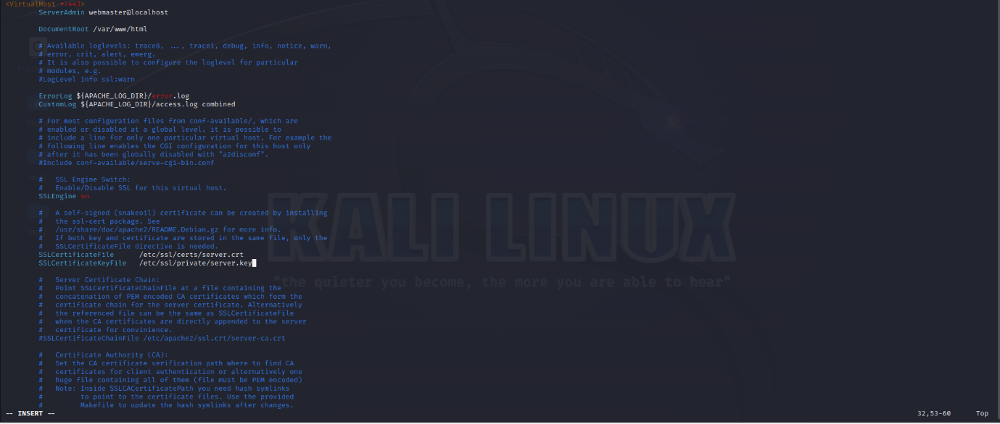 <VirtualHost *:443>
ServerAdmin webmaster@localhost
DocumentRoot /var/www/html
# Available loglevels: trace8, ..., trace1, debug, info, notice, warn,
# error, crit, alert, emerg.
# It is also possible to configure the loglevel for particular
# modules, e.g.
#LogLevel info ssl:warn
ErrorLog ${APACHE_LOG_DIR}/error.log
CustomLog ${APACHE_LOG_DIR}/access.log combined
# For most configuration files from conf-available/, which are
# enabled or disabled at a global level, it is possible to
# include a line for only one particular virtual host. For example the
# following line enables the CGI configuration for this host only
# after it has been globally disabled with "a2disconf".
#Include conf-available/serve-cgi-bin.conf
#   SSL Engine Switch:
#   Enable/Disable SSL for this virtual host.
SSLEngine on
#   A self-signed (snakeoil) certificate can be created by installing
#   the ssl-cert package. See
#   /usr/share/doc/apache2/README.Debian.gz for more info.
#   If both key and certificate are stored in the same file, only the
#   SSLCertificateFile directive is needed.
SSLCertificateFile      /etc/ssl/certs/server.crt
SSLCertificateKeyFile   /etc/ssl/private/server.key
#   Server Certificate Chain:
#   Point SSLCertificateChainFile at a file containing the
#   concatenation of PEM encoded CA certificates which form the
#   certificate chain for the server certificate. Alternatively
#   the referenced file can be the same as SSLCertificateFile
#   when the CA certificates are directly appended to the server
#   certificate for convinience.
#SSLCertificateChainFile /etc/apache2/ssl.crt/server-ca.crt
#   Certificate Authority (CA):
#   Set the CA certificate verification path where to find CA
#   certificates for client authentication or alternatively one
#   huge file containing all of them (file must be PEM encoded)
#   Note: Inside SSLCACertificatePath you need hash symlinks
#         to point to the certificate files. Use the provided
#         Makefile to update the hash symlinks after changes.
-- INSERT --
32,53-60
Top
KALI LINUX
"the quieter you become, the more you are able to hear"